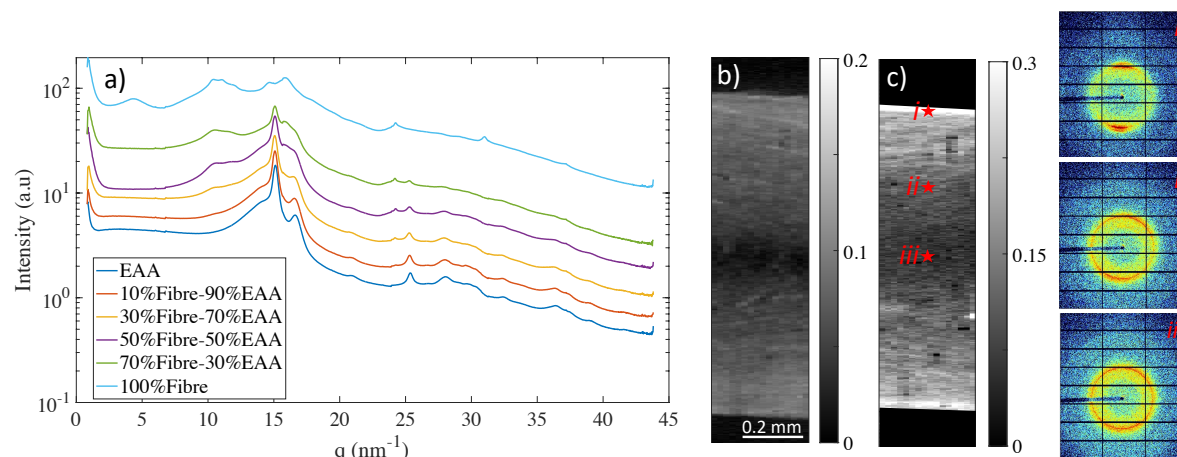 a)
10²
10¹
10⁰
10⁻¹
Intensity (a.u)
0 5 10 15 20 25 30 35 40 45
q (nm⁻¹)
EAA
10%Fibre-90%EAA
30%Fibre-70%EAA
50%Fibre-50%EAA
70%Fibre-30%EAA
100%Fibre
b)
0.2 mm
0.2
0.1
0
c)
i
ii
iii
0.3
0.15
0